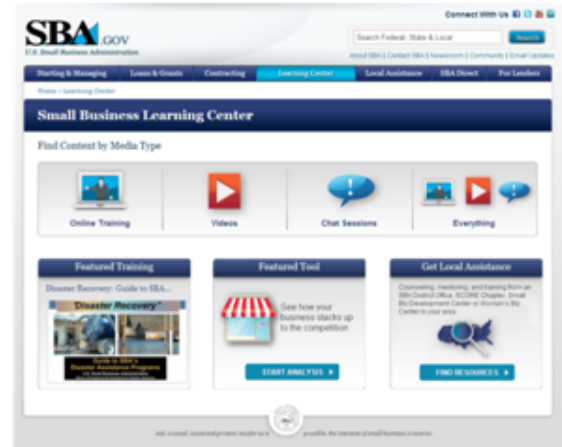 Connect With Us
SBA.GOV
U.S. Small Business Administration
Search Federal, State & Local
Search
About SBA | Contact SBA | Newsroom | Community | Email Updates
Starting & Managing Loans & Grants Contracting Learning Center Local Assistance SBA Direct For Lenders
Home > Learning Center
Small Business Learning Center
Find Content by Media Type
Online Training Videos Chat Sessions Everything
Featured Training
Disaster Recovery: Guide to SBA...
"Disaster Recovery"
Guide to SBA's
Disaster Assistance Programs
U.S. Small Business Administration
Featured Tool
See how your
business stacks up
to the competition
START ANALYSIS
Get Local Assistance
Counseling, mentoring, and training from an
SBA District Office, SCORE Chapter, Small
Biz Development Center or Women's Biz
Center in your area.
FIND RESOURCES